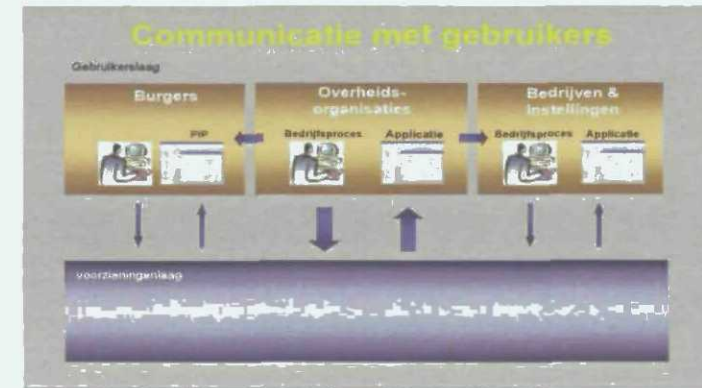 Communicatie met gebruikers
Gebruikerslaag
Burgers
Overheids-
organisaties
Bedrijven &
Instellingen
PIP
Bedrijfsproces
Applicatie
Bedrijfsproces
Applicatie
voorzieningenlaag